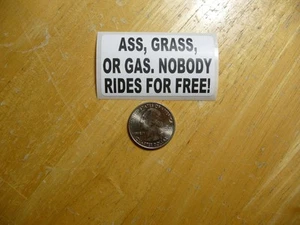 ASS, GRASS,
OR GAS. NOBODY
RIDES FOR FREE!